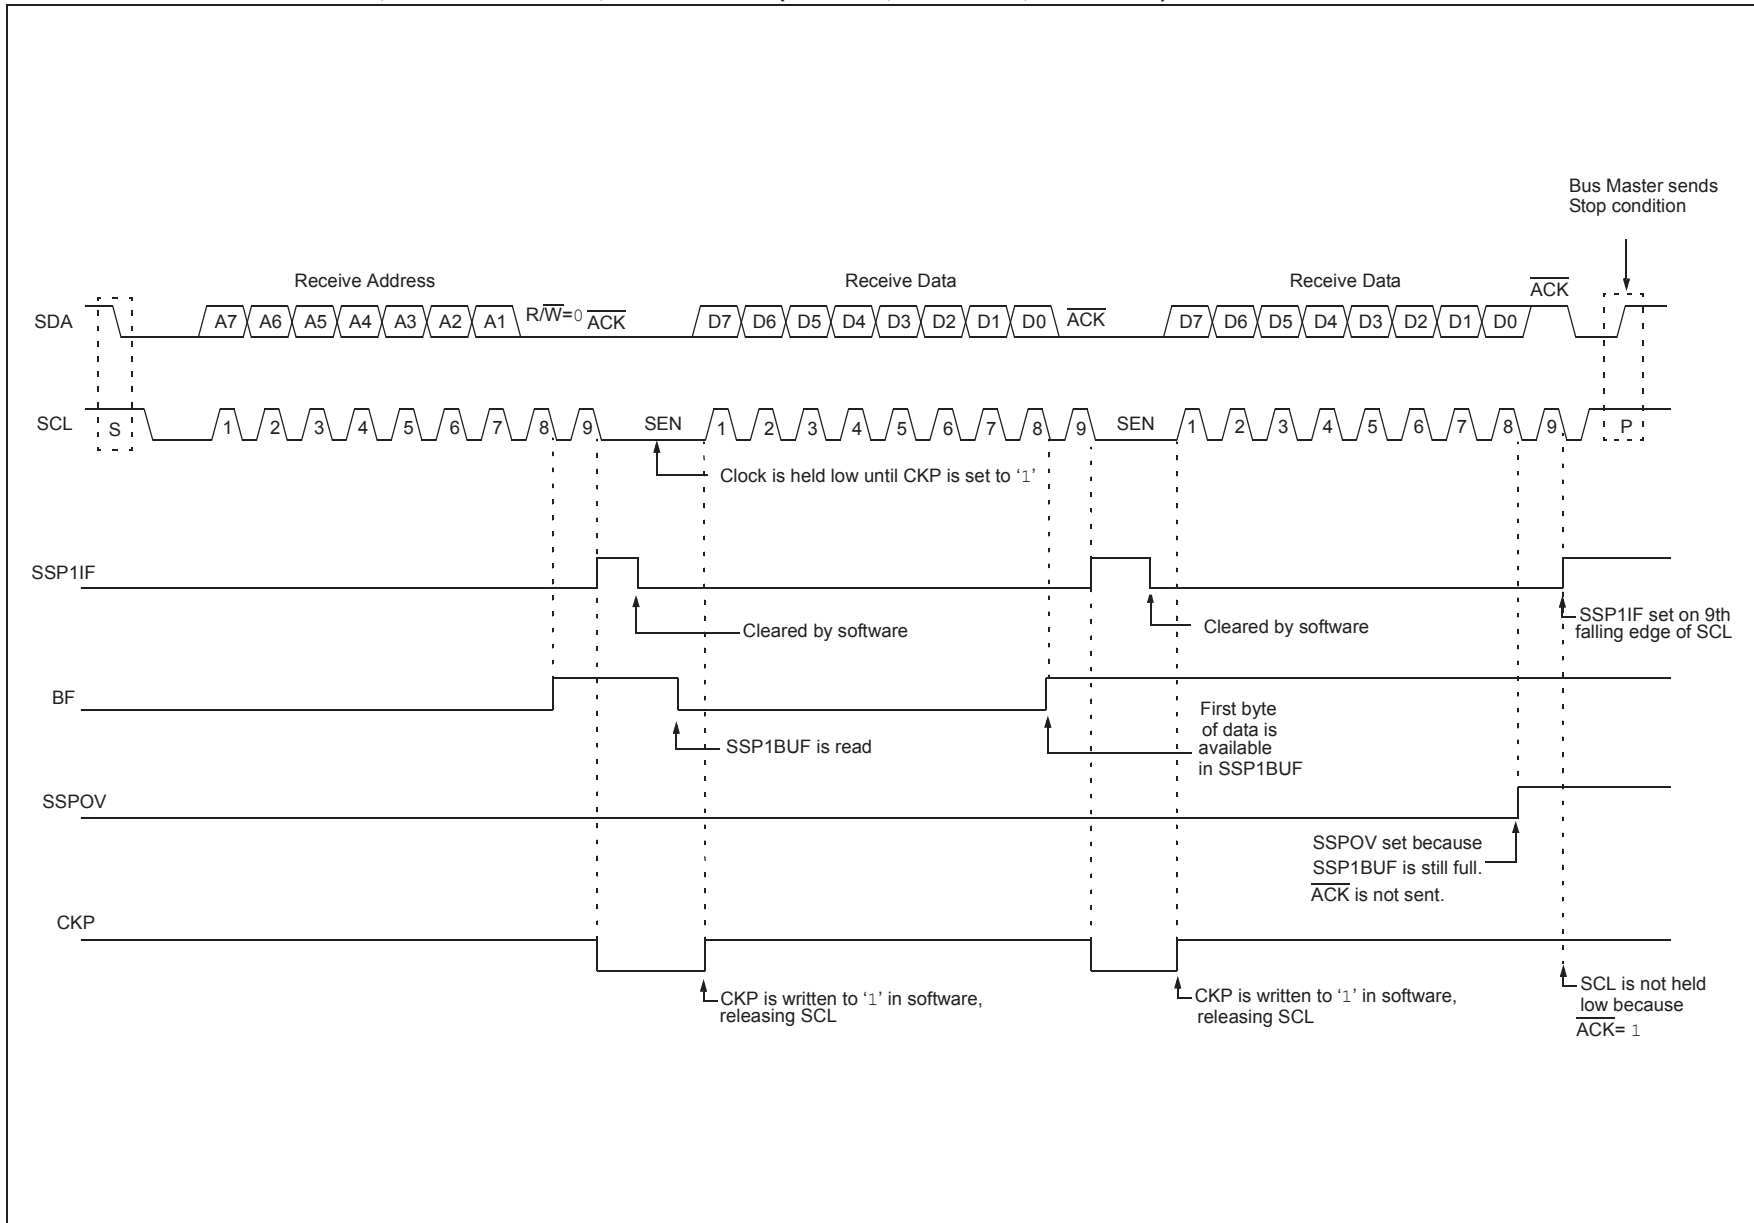 Bus Master sends
Stop condition
Receive Address
Receive Data
Receive Data
ACK
SDA
A7 A6 A5 A4 A3 A2 A1 R/W=0 ACK
D7 D6 D5 D4 D3 D2 D1 D0 ACK
D7 D6 D5 D4 D3 D2 D1 D0
SCL
S
1 2 3 4 5 6 7 8 9 SEN
1 2 3 4 5 6 7 8 9 SEN
1 2 3 4 5 6 7 8 9
P
Clock is held low until CKP is set to ‘1’
SSP1IF
Cleared by software
Cleared by software
SSP1IF set on 9th
falling edge of SCL
BF
SSP1BUF is read
First byte
of data is
available
in SSP1BUF
SSPOV
SSPOV set because
SSP1BUF is still full.
ACK is not sent.
CKP
CKP is written to ‘1’ in software,
releasing SCL
CKP is written to ‘1’ in software,
releasing SCL
SCL is not held
low because
ACK= 1